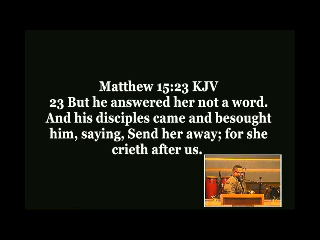 Matthew 15:23 KJV
23 But he answered her not a word.
And his disciples came and besought
him, saying, Send her away; for she
crieth after us.